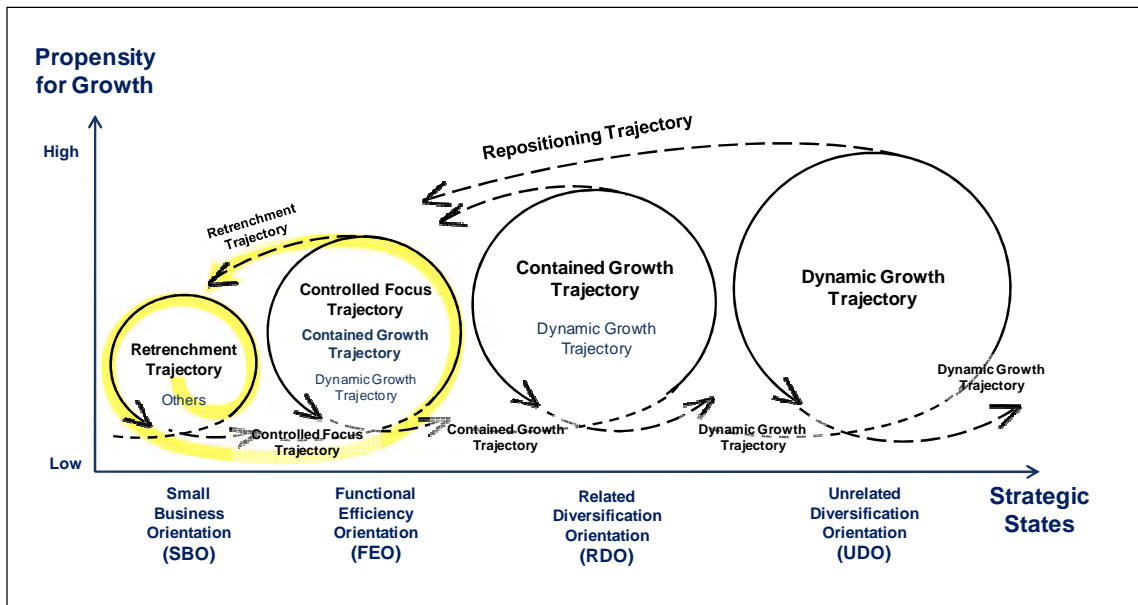 Propensity
for Growth
High
Low
Repositioning Trajectory
Retrenchment
Trajectory
Retrenchment
Trajectory
Others
Controlled Focus
Trajectory
Contained Growth
Trajectory
Dynamic Growth
Trajectory
Contained Growth
Trajectory
Dynamic Growth
Trajectory
Dynamic Growth
Trajectory
Controlled Focus
Trajectory
Contained Growth
Trajectory
Dynamic Growth
Trajectory
Dynamic Growth
Trajectory
Small
Business
Orientation
(SBO)
Functional
Efficiency
Orientation
(FEO)
Related
Diversification
Orientation
(RDO)
Unrelated
Diversification
Orientation
(UDO)
Strategic
States